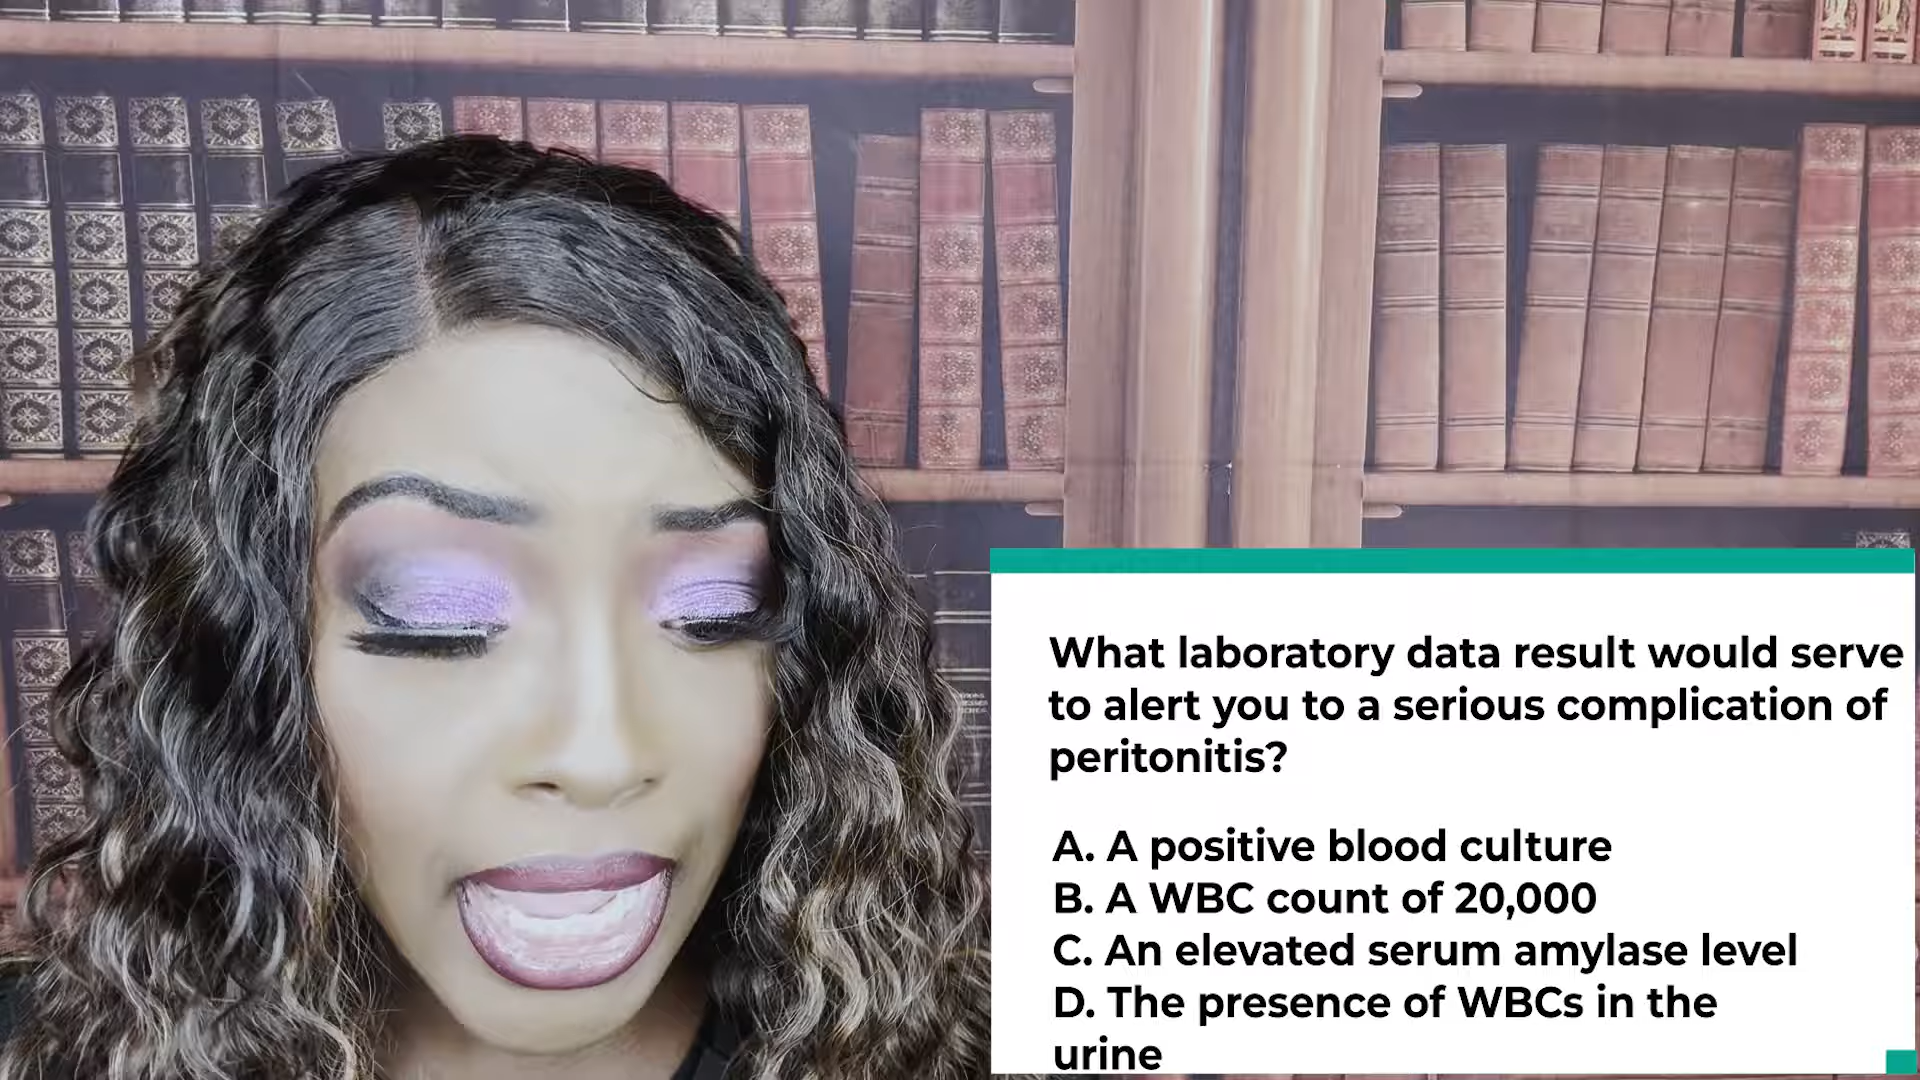 What laboratory data result would serve
to alert you to a serious complication of
peritonitis?
A. A positive blood culture
B. A WBC count of 20,000
C. An elevated serum amylase level
D. The presence of WBCs in the
urine